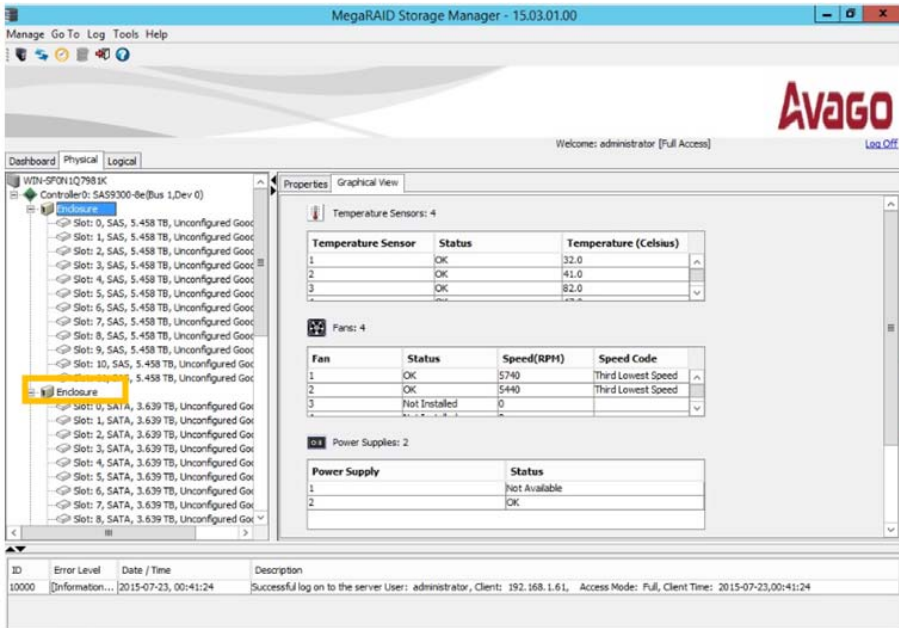 MegaRAID Storage Manager - 15.03.01.00
Manage Go To Log Tools Help
AVAGO
Welcome: administrator [Full Access]
Log Off
Dashboard Physical Logical
WIN-SF0N1Q7981K
Controller0: SAS9300-8e(Bus 1,Dev 0)
Enclosure
Slot: 0, SAS, 5.458 TB, Unconfigured Good
Slot: 1, SAS, 5.458 TB, Unconfigured Good
Slot: 2, SAS, 5.458 TB, Unconfigured Good
Slot: 3, SAS, 5.458 TB, Unconfigured Good
Slot: 4, SAS, 5.458 TB, Unconfigured Good
Slot: 5, SAS, 5.458 TB, Unconfigured Good
Slot: 6, SAS, 5.458 TB, Unconfigured Good
Slot: 7, SAS, 5.458 TB, Unconfigured Good
Slot: 8, SAS, 5.458 TB, Unconfigured Good
Slot: 9, SAS, 5.458 TB, Unconfigured Good
Slot: 10, SAS, 5.458 TB, Unconfigured Goo
5.458 TB, Unconfigured Goo
Enclosure
Slot: 0, SATA, 3.639 TB, Unconfigured Goo
Slot: 1, SATA, 3.639 TB, Unconfigured Goo
Slot: 2, SATA, 3.639 TB, Unconfigured Goo
Slot: 3, SATA, 3.639 TB, Unconfigured Goo
Slot: 4, SATA, 3.639 TB, Unconfigured Goo
Slot: 5, SATA, 3.639 TB, Unconfigured Goo
Slot: 6, SATA, 3.639 TB, Unconfigured Goo
Slot: 7, SATA, 3.639 TB, Unconfigured Goo
Slot: 8, SATA, 3.639 TB, Unconfigured Goo
Properties Graphical View
Temperature Sensors: 4
Temperature Sensor Status Temperature (Celsius)
1 OK 32.0
2 OK 41.0
3 OK 82.0
Fans: 4
Fan Status Speed(RPM) Speed Code
1 OK 5740 Third Lowest Speed
2 OK 5440 Third Lowest Speed
3 Not Installed 0
Power Supplies: 2
Power Supply Status
1 Not Available
2 OK
ID Error Level Date / Time Description
10000 [Information... 2015-07-23, 00:41:24 Successful log on to the server User: administrator, Client: 192.168.1.61, Access Mode: Full, Client Time: 2015-07-23,00:41:24